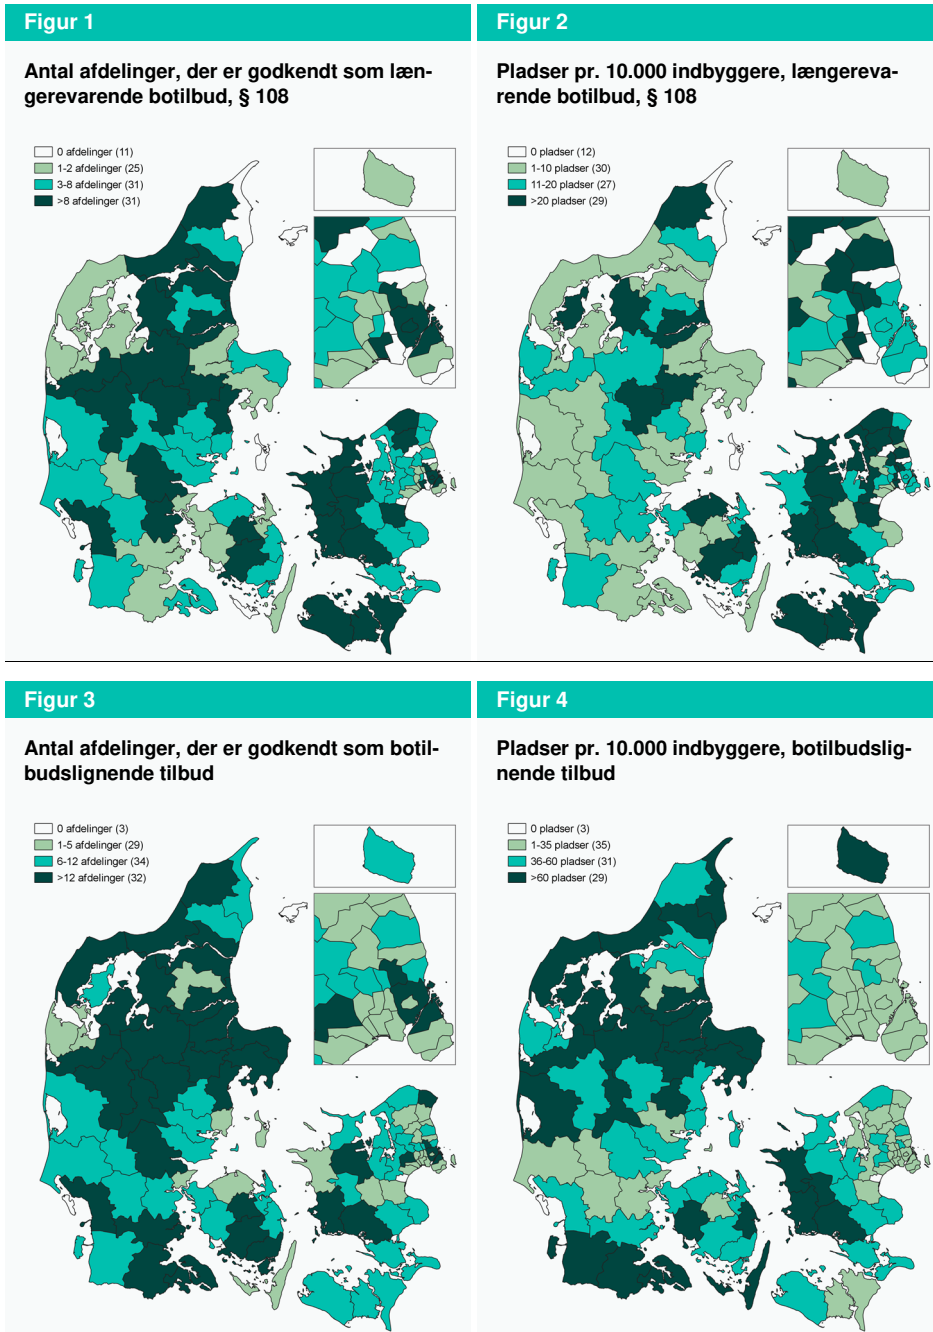 Figur 1
Antal afdelinger, der er godkendt som læn-
gerevarende botilbud, § 108
0 afdelinger (11)
1-2 afdelinger (25)
3-8 afdelinger (31)
>8 afdelinger (31)
Figur 2
Pladser pr. 10.000 indbyggere, længereva-
rende botilbud, § 108
0 pladser (12)
1-10 pladser (30)
11-20 pladser (27)
>20 pladser (29)
Figur 3
Antal afdelinger, der er godkendt som botil-
budslignende tilbud
0 afdelinger (3)
1-5 afdelinger (29)
6-12 afdelinger (34)
>12 afdelinger (32)
Figur 4
Pladser pr. 10.000 indbyggere, botilbudslig-
nende tilbud
0 pladser (3)
1-35 pladser (35)
36-60 pladser (31)
>60 pladser (29)